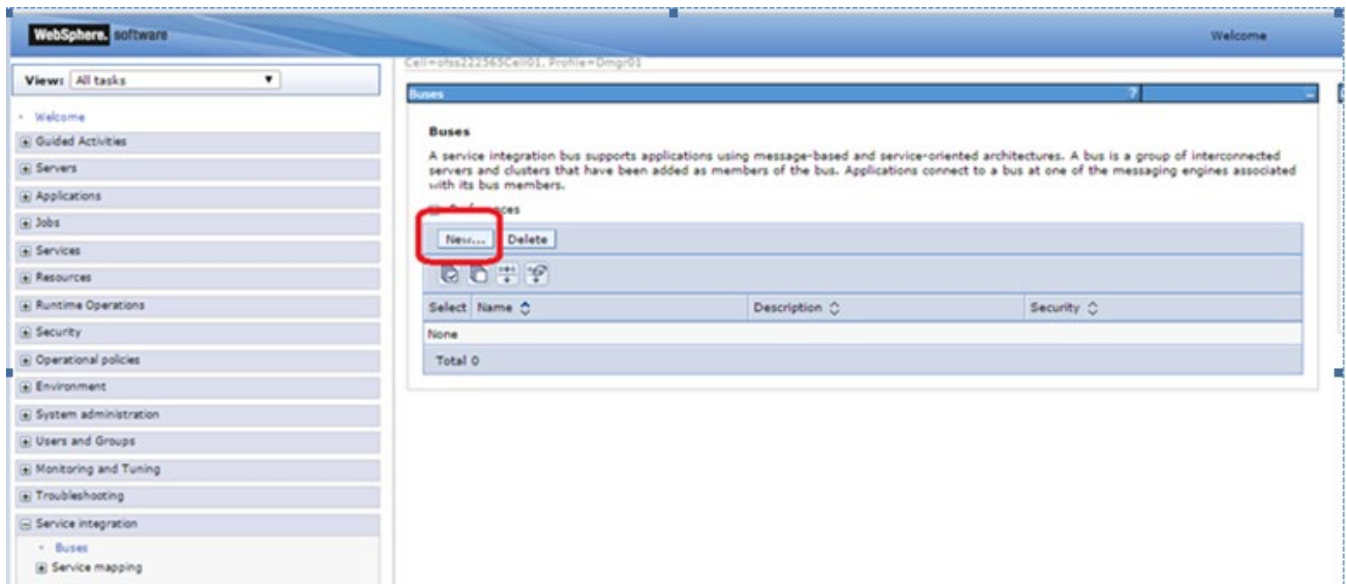 WebSphere. software
Welcome
View: All tasks
Welcome
Guided Activities
Servers
Applications
Jobs
Services
Resources
Runtime Operations
Security
Operational policies
Environment
System administration
Users and Groups
Monitoring and Tuning
Troubleshooting
Service integration
Buses
Service mapping
Profile=Dmgr01
Buses
?
Buses
A service integration bus supports applications using message-based and service-oriented architectures. A bus is a group of interconnected
servers and clusters that have been added as members of the bus. Applications connect to a bus at one of the messaging engines associated
with its bus members.
New... Delete
Select Name Description Security
None
Total 0